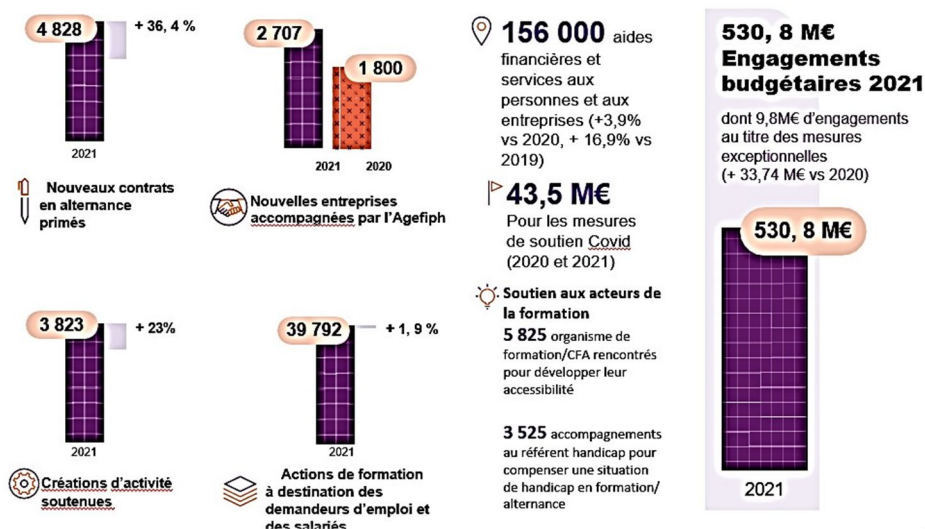 4 828
+ 36, 4 %
2021
Nouveaux contrats
en alternance
primés
2 707
1 800
2021
2020
Nouvelles entreprises
accompagnées par l'Agefiph
3 823
+ 23%
2021
Créations d'activité
soutenues
39 792
+ 1, 9 %
2021
Actions de formation
à destination des
demandeurs d'emploi et
des salariés
156 000 aides
financières et
services aux
personnes et aux
entreprises (+3,9%
vs 2020, + 16,9% vs
2019)
43,5 M€
Pour les mesures
de soutien Covid
(2020 et 2021)
Soutien aux acteurs de
la formation
5 825 organisme de
formation/CFA rencontrés
pour développer leur
accessibilité
3 525 accompagnements
au référent handicap pour
compenser une situation
de handicap en formation/
alternance
530, 8 M€
Engagements
budgétaires 2021
dont 9,8M€ d'engagements
au titre des mesures
exceptionnelles
(+ 33,74 M€ vs 2020)
530, 8 M€
2021